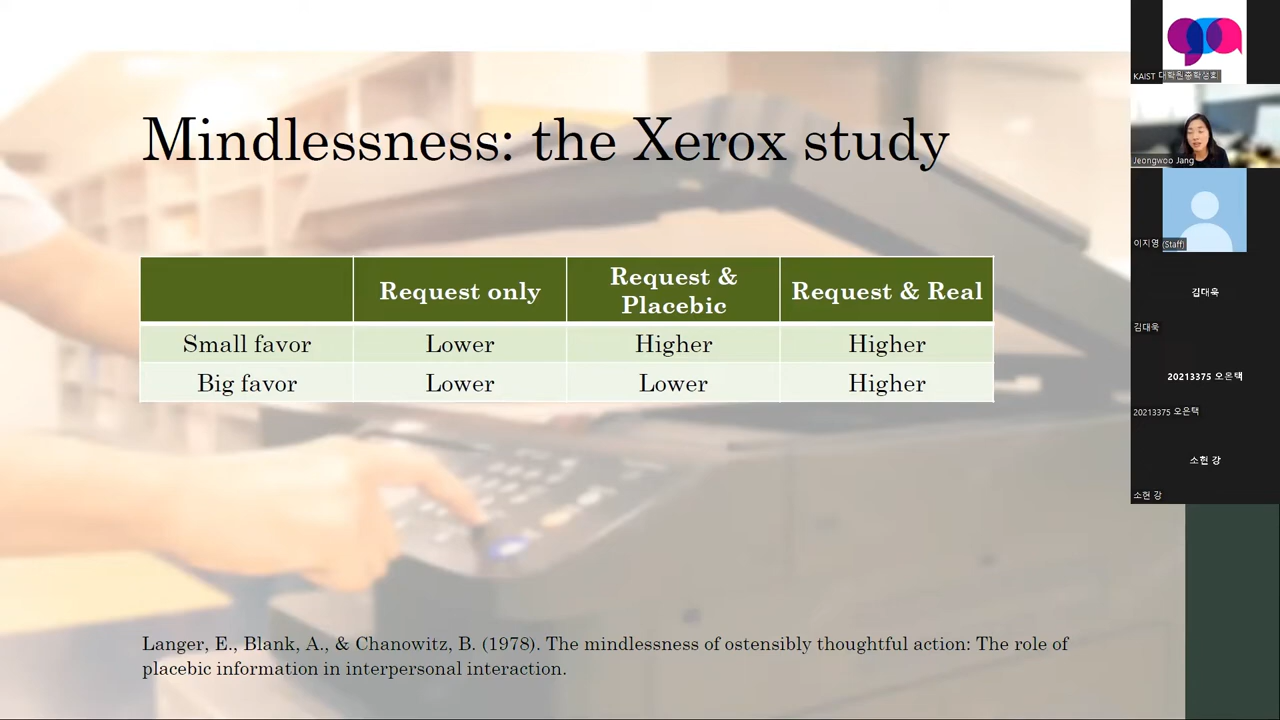 Mindlessness: the Xerox study
Request only
Request &
Placebic
Request & Real
Small favor
Lower
Higher
Higher
Big favor
Lower
Lower
Higher
Langer, E., Blank, A., & Chanowitz, B. (1978). The mindlessness of ostensibly thoughtful action: The role of
placebic information in interpersonal interaction.
KAIST 대학원총학생회
Jeongwoo Jang
이지영 (Staff)
김대욱
김대욱
20213375 오은택
20213375 오은택
소현 강
소현 강